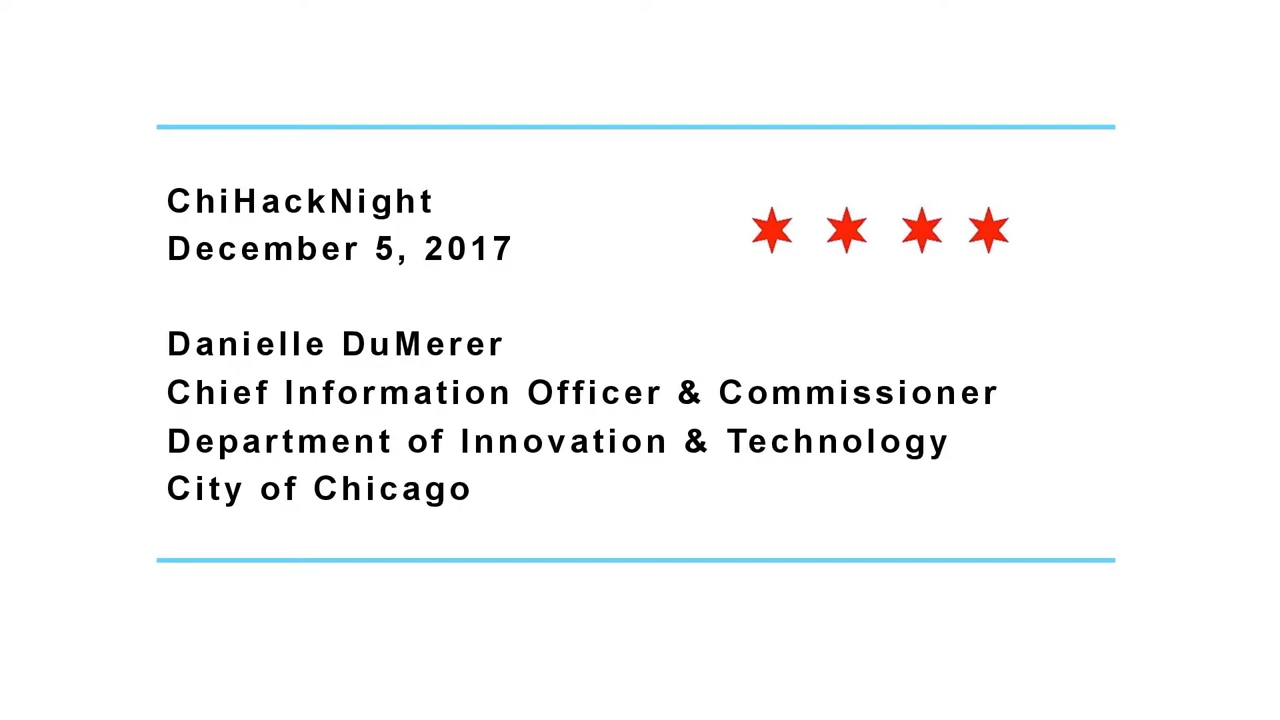 ChiHackNight
December 5, 2017
Danielle DuMerer
Chief Information Officer & Commissioner
Department of Innovation & Technology
City of Chicago